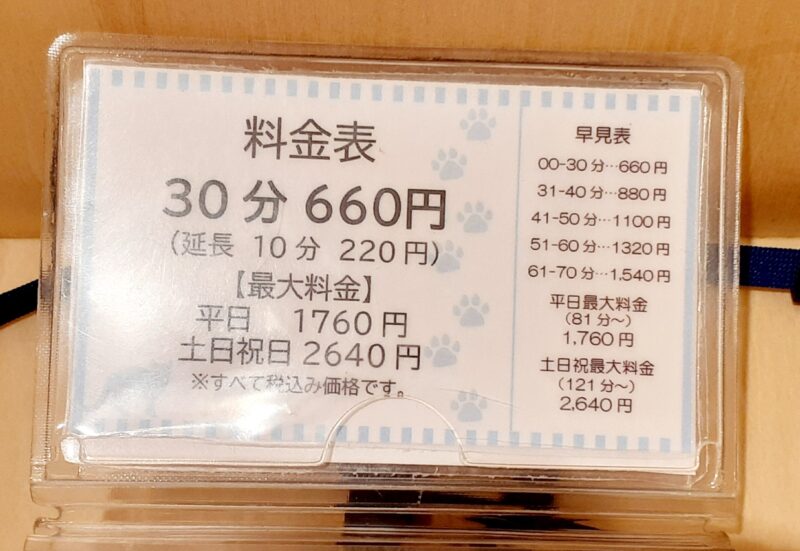 料金表
30分 660円
(延長 10分 220円)
【最大料金】
平日 1760円
土日祝日 2640円
※すべて税込み価格です。
早見表
00-30分…660円
31-40分…880円
41-50分…1100円
51-60分…1320円
61-70分…1,540円
平日最大料金
(81分～)
1,760円
土日祝最大料金
(121分～)
2,640円